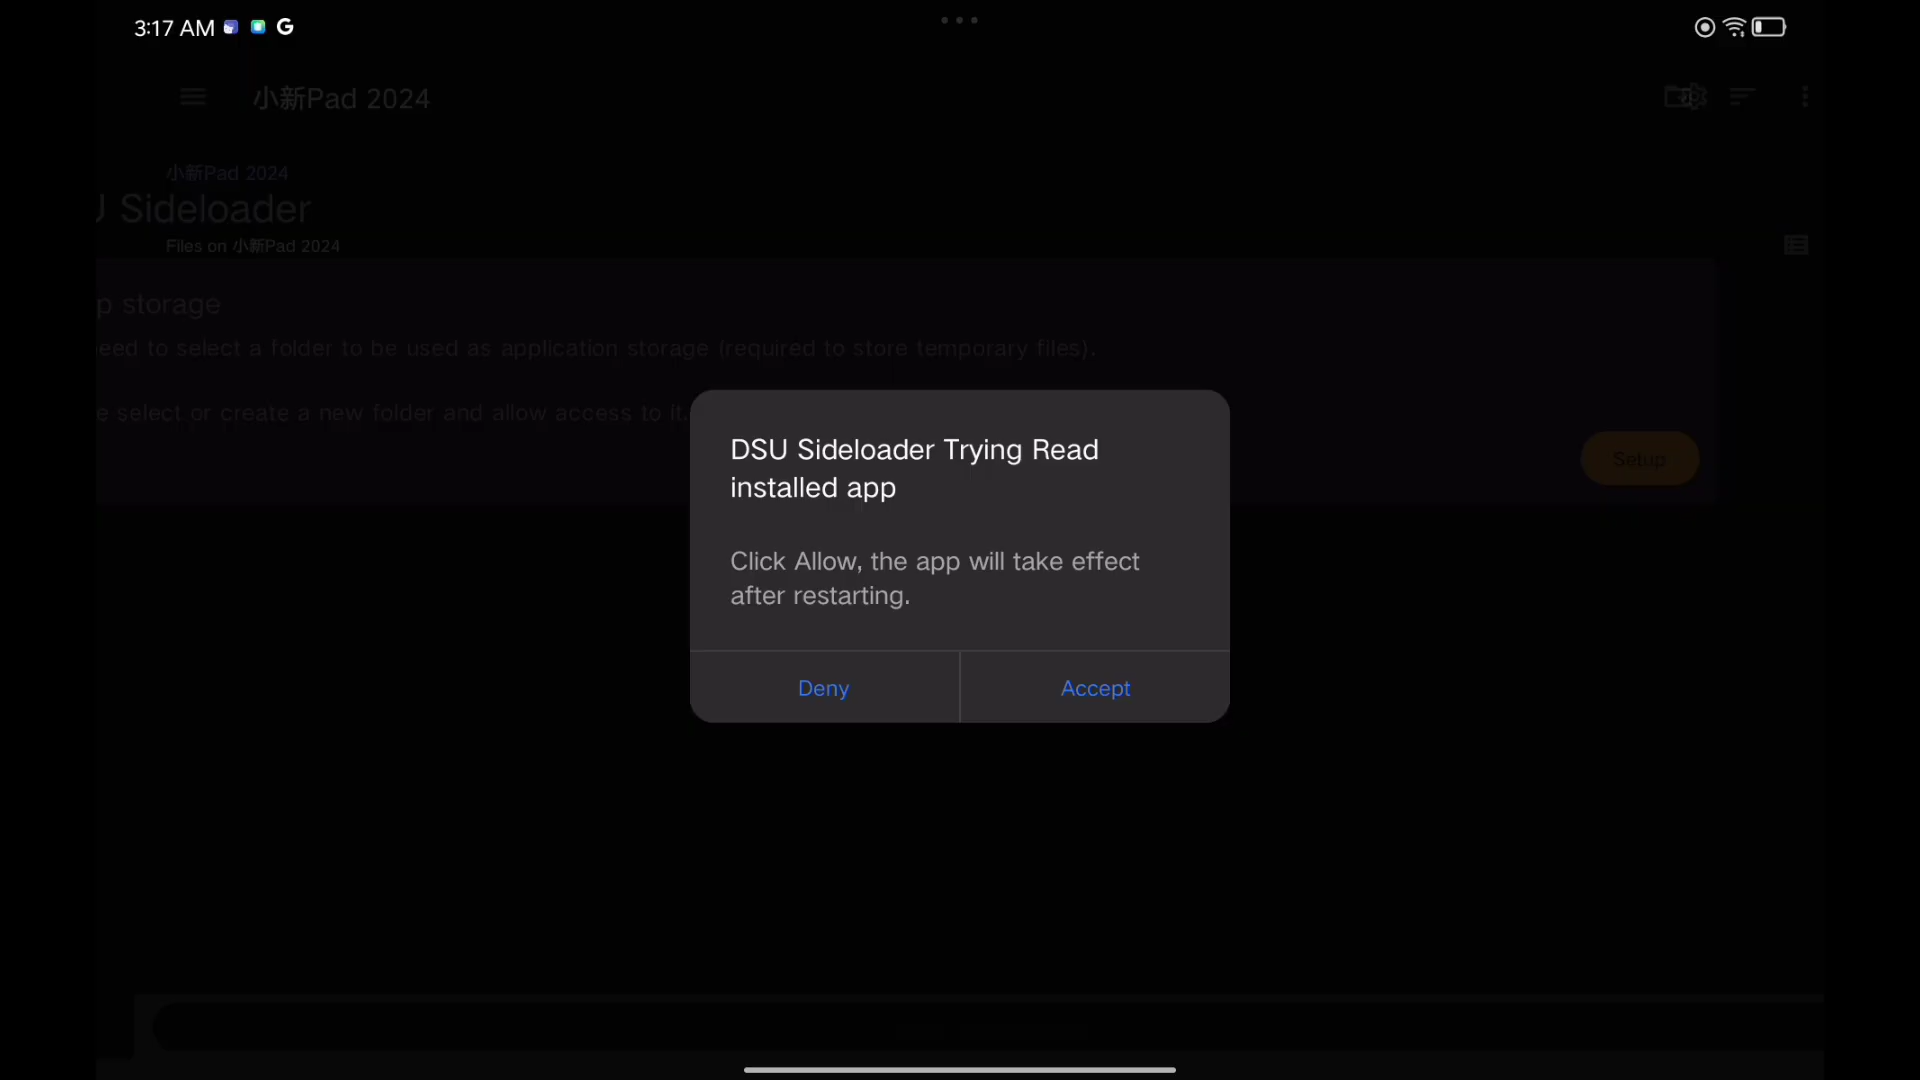 3:17 AM
小新Pad 2024
小新Pad 2024
Sideloader
Files on 小新Pad 2024
storage
to select a folder to be used as application storage (required to store temporary files).
select or create a new folder and allow access to it.
Setup
DSU Sideloader Trying Read
installed app
Click Allow, the app will take effect
after restarting.
Deny
Accept